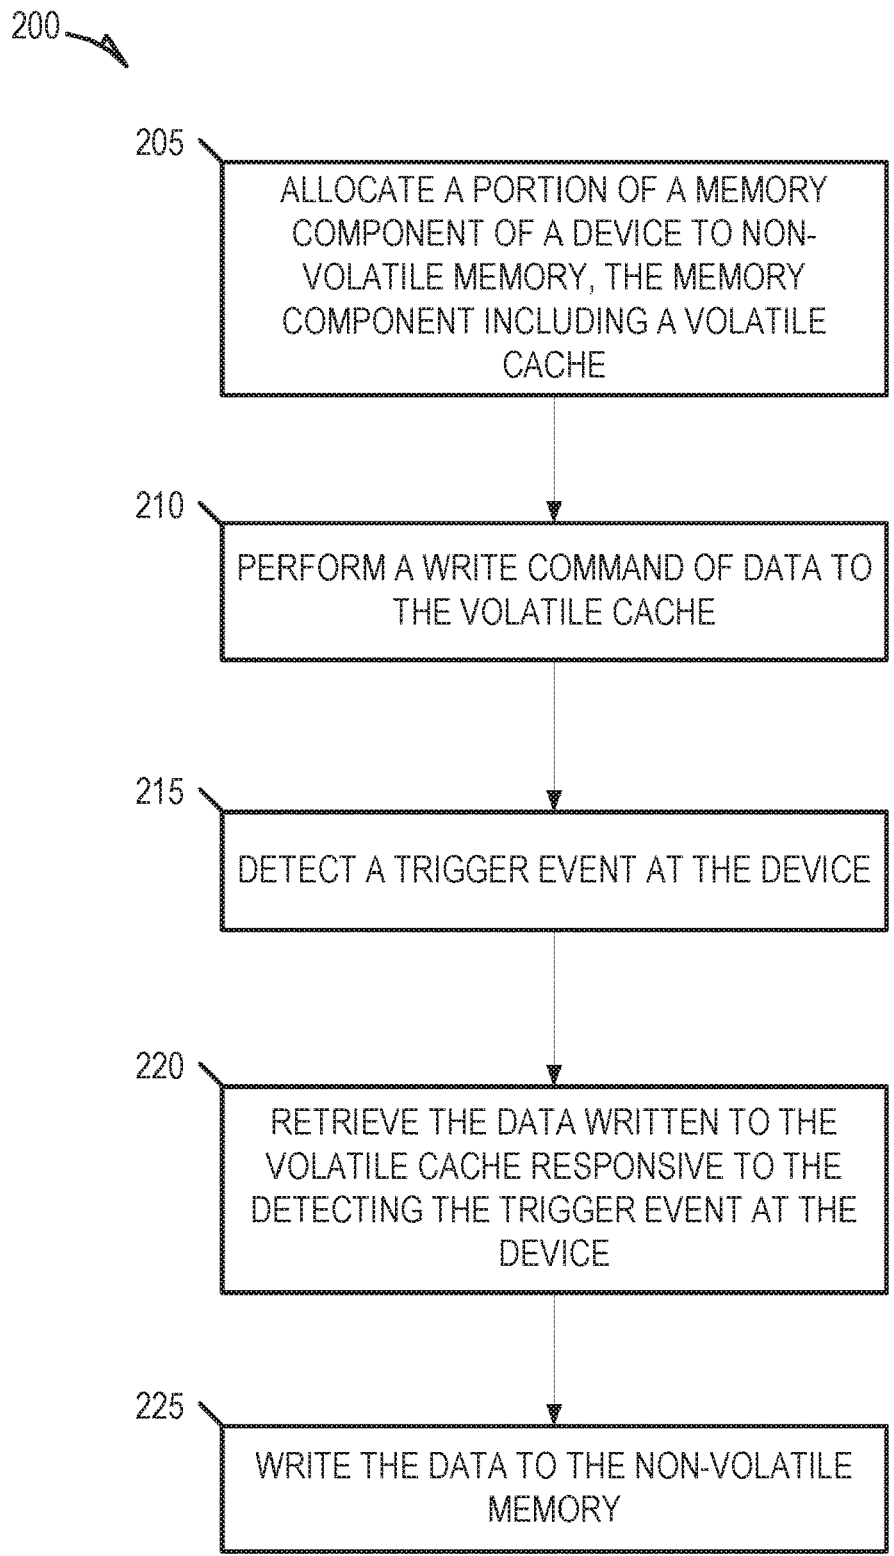 200
205
ALLOCATE A PORTION OF A MEMORY
COMPONENT OF A DEVICE TO NON-
VOLATILE MEMORY, THE MEMORY
COMPONENT INCLUDING A VOLATILE
CACHE
210
PERFORM A WRITE COMMAND OF DATA TO
THE VOLATILE CACHE
215
DETECT A TRIGGER EVENT AT THE DEVICE
220
RETRIEVE THE DATA WRITTEN TO THE
VOLATILE CACHE RESPONSIVE TO THE
DETECTING THE TRIGGER EVENT AT THE
DEVICE
225
WRITE THE DATA TO THE NON-VOLATILE
MEMORY